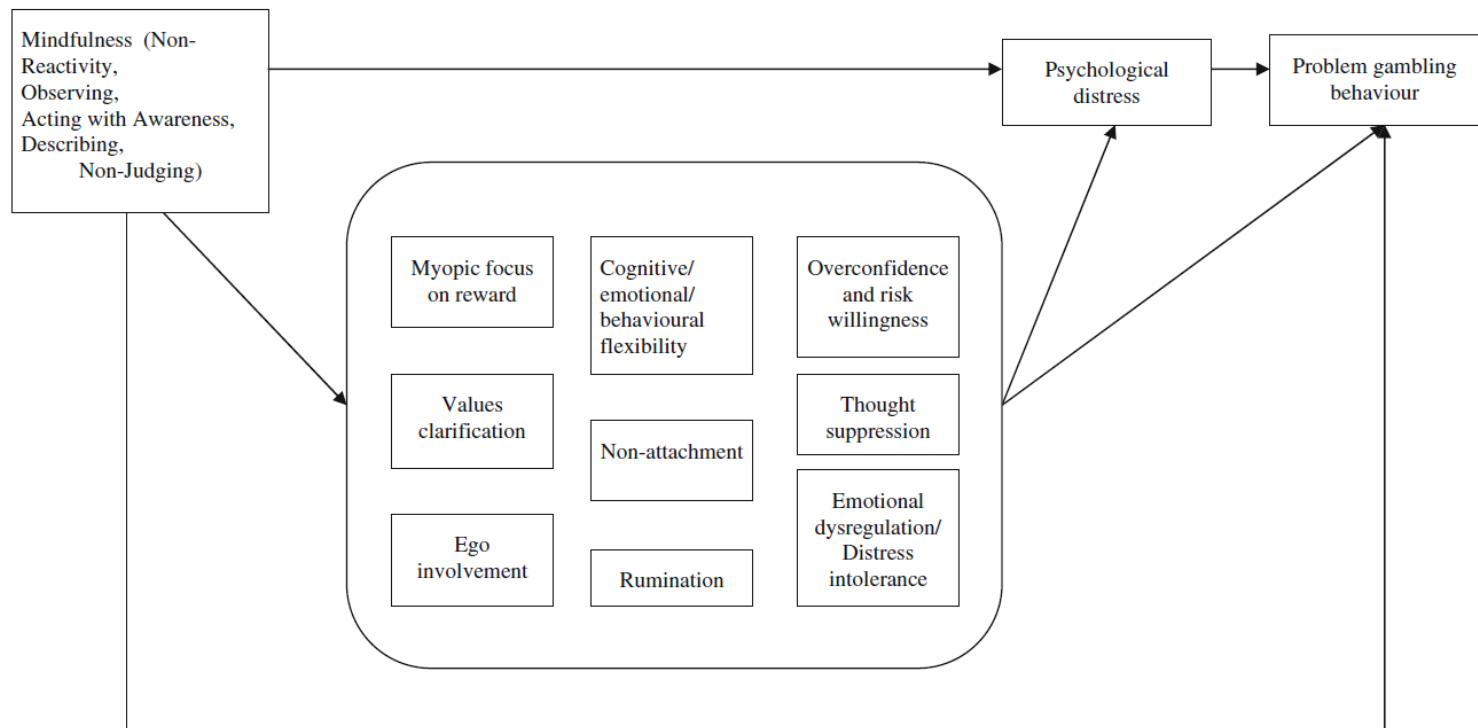 Mindfulness (Non-
Reactivity,
Observing,
Acting with Awareness,
Describing,
Non-Judging)
Psychological
distress
Problem gambling
behaviour
Myopic focus
on reward
Cognitive/
emotional/
behavioural
flexibility
Overconfidence
and risk
willingness
Values
clarification
Non-attachment
Thought
suppression
Ego
involvement
Rumination
Emotional
dysregulation/
Distress
intolerance